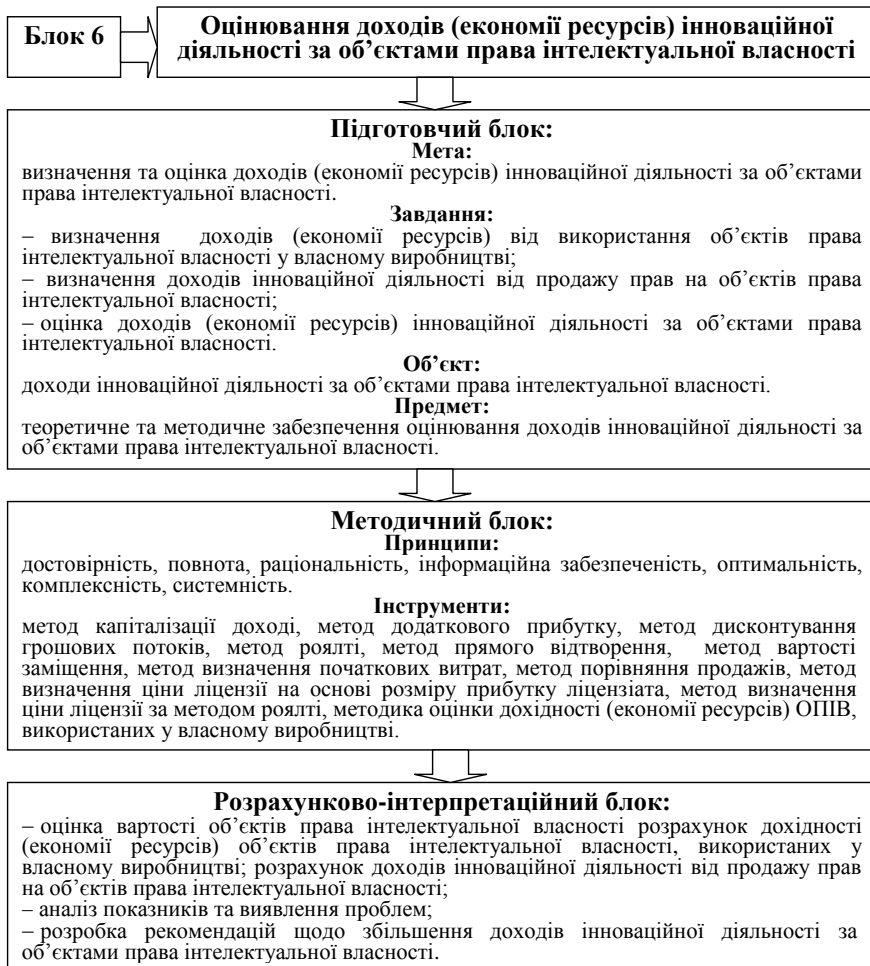 Блок 6
Оцінювання доходів (економії ресурсів) інноваційної
діяльності за об’єктами права інтелектуальної власності
Підготовчий блок:
Мета:
визначення та оцінка доходів (економії ресурсів) інноваційної діяльності за об’єктами
права інтелектуальної власності.
Завдання:
– визначення доходів (економії ресурсів) від використання об’єктів права
інтелектуальної власності у власному виробництві;
– визначення доходів інноваційної діяльності від продажу прав на об’єктів права
інтелектуальної власності;
– оцінка доходів (економії ресурсів) інноваційної діяльності за об’єктами права
інтелектуальної власності.
Об’єкт:
доходи інноваційної діяльності за об’єктами права інтелектуальної власності.
Предмет:
теоретичне та методичне забезпечення оцінювання доходів інноваційної діяльності за
об’єктами права інтелектуальної власності.
Методичний блок:
Принципи:
достовірність, повнота, раціональність, інформаційна забезпеченість, оптимальність,
комплексність, системність.
Інструменти:
метод капіталізації доході, метод додаткового прибутку, метод дисконтування
грошових потоків, метод роялті, метод прямого відтворення, метод вартості
заміщення, метод визначення початкових витрат, метод порівняння продажів, метод
визначення ціни ліцензії на основі розміру прибутку ліцензіата, метод визначення
ціни ліцензії за методом роялті, методика оцінки дохідності (економії ресурсів) ОПІВ,
використаних у власному виробництві.
Розрахунково-інтерпретаційний блок:
– оцінка вартості об’єктів права інтелектуальної власності розрахунок дохідності
(економії ресурсів) об’єктів права інтелектуальної власності, використаних у
власному виробництві; розрахунок доходів інноваційної діяльності від продажу прав
на об’єктів права інтелектуальної власності;
– аналіз показників та виявлення проблем;
– розробка рекомендацій щодо збільшення доходів інноваційної діяльності за
об’єктами права інтелектуальної власності.